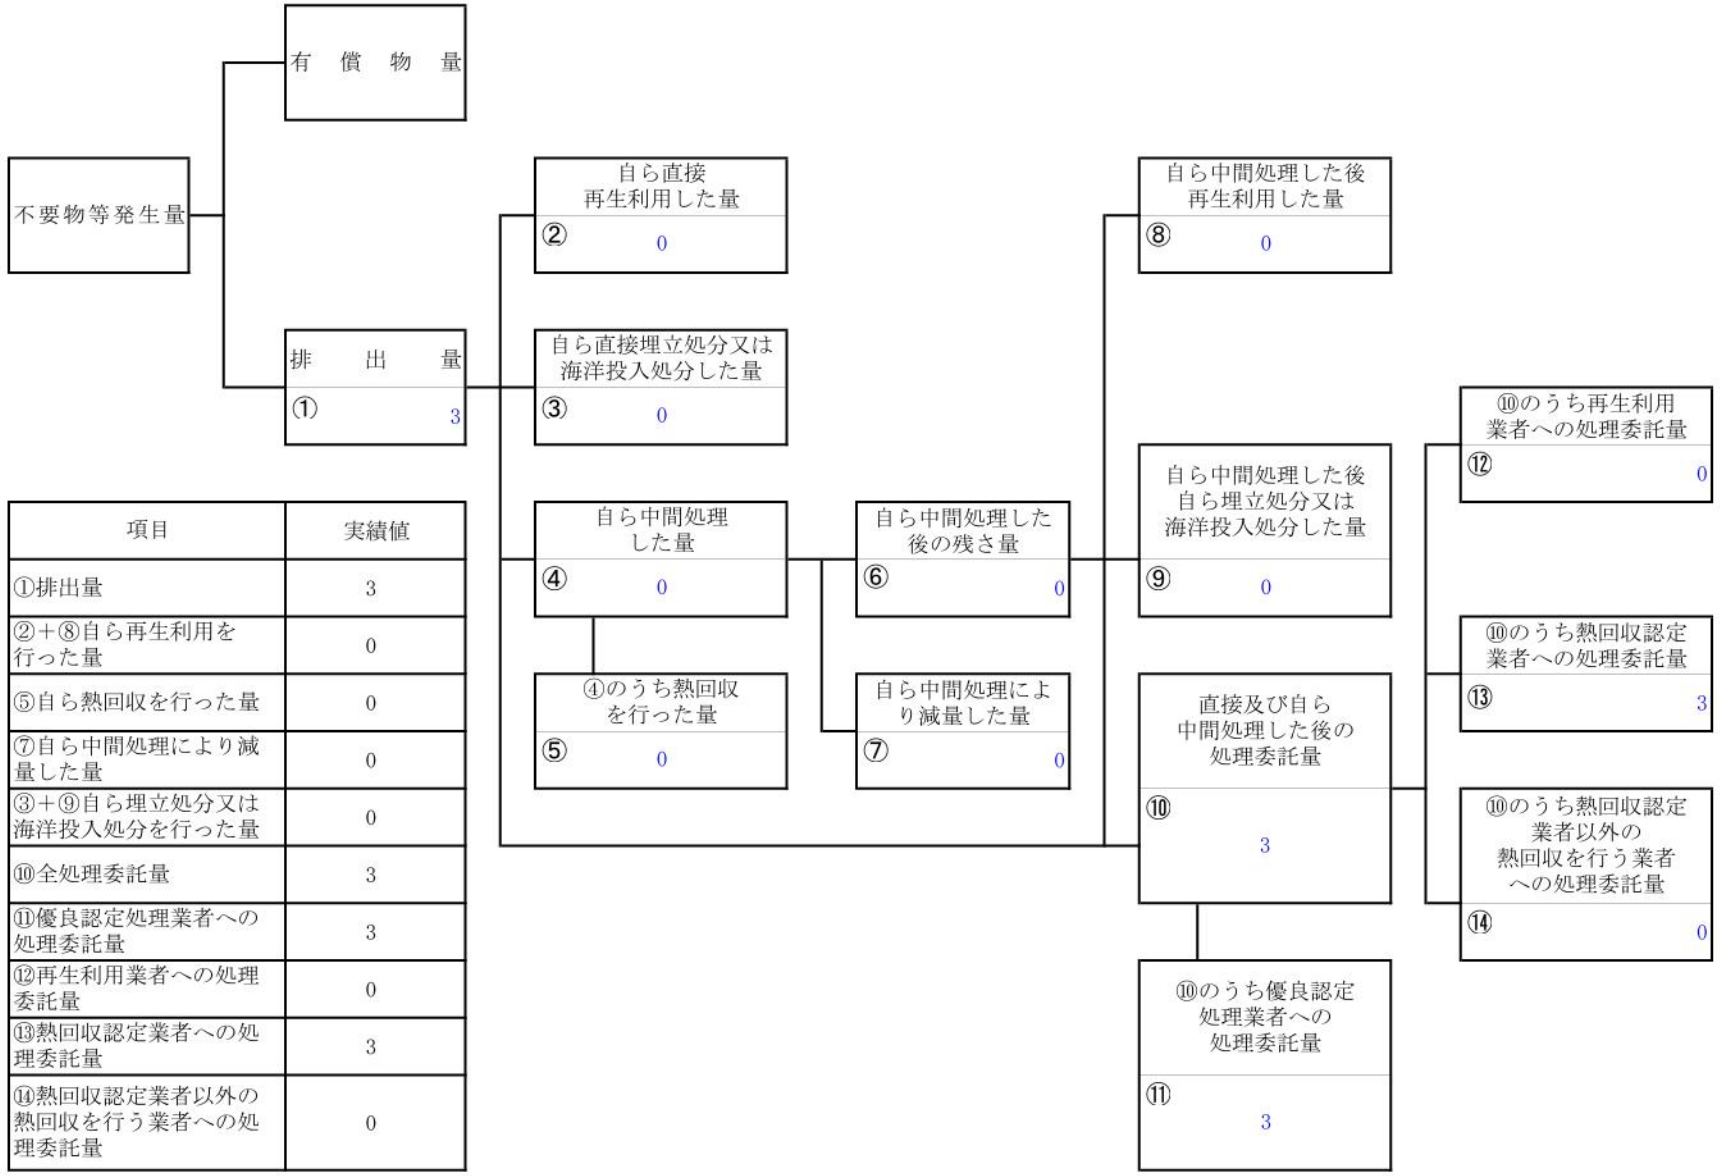 有償物量
不要物等発生量
排出量
①
3
自ら直接
再生利用した量
②
0
自ら直接埋立処分又は
海洋投入処分した量
③
0
自ら中間処理
した量
④
0
④のうち熱回収
を行った量
⑤
0
自ら中間処理した
後の残さ量
⑥
0
自ら中間処理によ
り減量した量
⑦
0
自ら中間処理した後
再生利用した量
⑧
0
自ら中間処理した後
自ら埋立処分又は
海洋投入処分した量
⑨
0
直接及び自ら
中間処理した後の
処理委託量
⑩
3
⑩のうち優良認定
処理業者への
処理委託量
⑪
3
⑩のうち再生利用
業者への処理委託量
⑫
0
⑩のうち熱回収認定
業者への処理委託量
⑬
3
⑩のうち熱回収認定
業者以外の
熱回収を行う業者
への処理委託量
⑭
0
項目 実績値
①排出量 3
②＋⑧自ら再生利用を
行った量 0
⑤自ら熱回収を行った量 0
⑦自ら中間処理により減
量した量 0
③＋⑨自ら埋立処分又は
海洋投入処分を行った量 0
⑩全処理委託量 3
⑪優良認定処理業者への
処理委託量 3
⑫再生利用業者への処理
委託量 0
⑬熱回収認定業者への処
理委託量 3
⑭熱回収認定業者以外の
熱回収を行う業者への処
理委託量 0